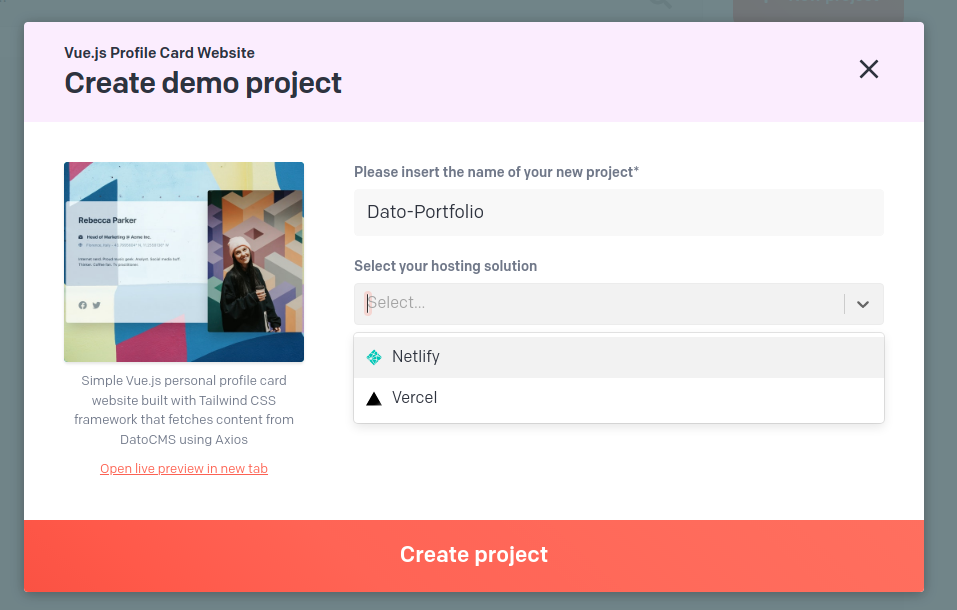 Vue.js Profile Card Website
Create demo project
Rebecca Parker
Head of Marketing @ Acme Inc.
Please insert the name of your new project*
Dato-Portfolio
Select your hosting solution
Select...
Netlify
Vercel
Simple Vue.js personal profile card
website built with Tailwind CSS
framework that fetches content from
DatoCMS using Axios
Open live preview in new tab
Create project